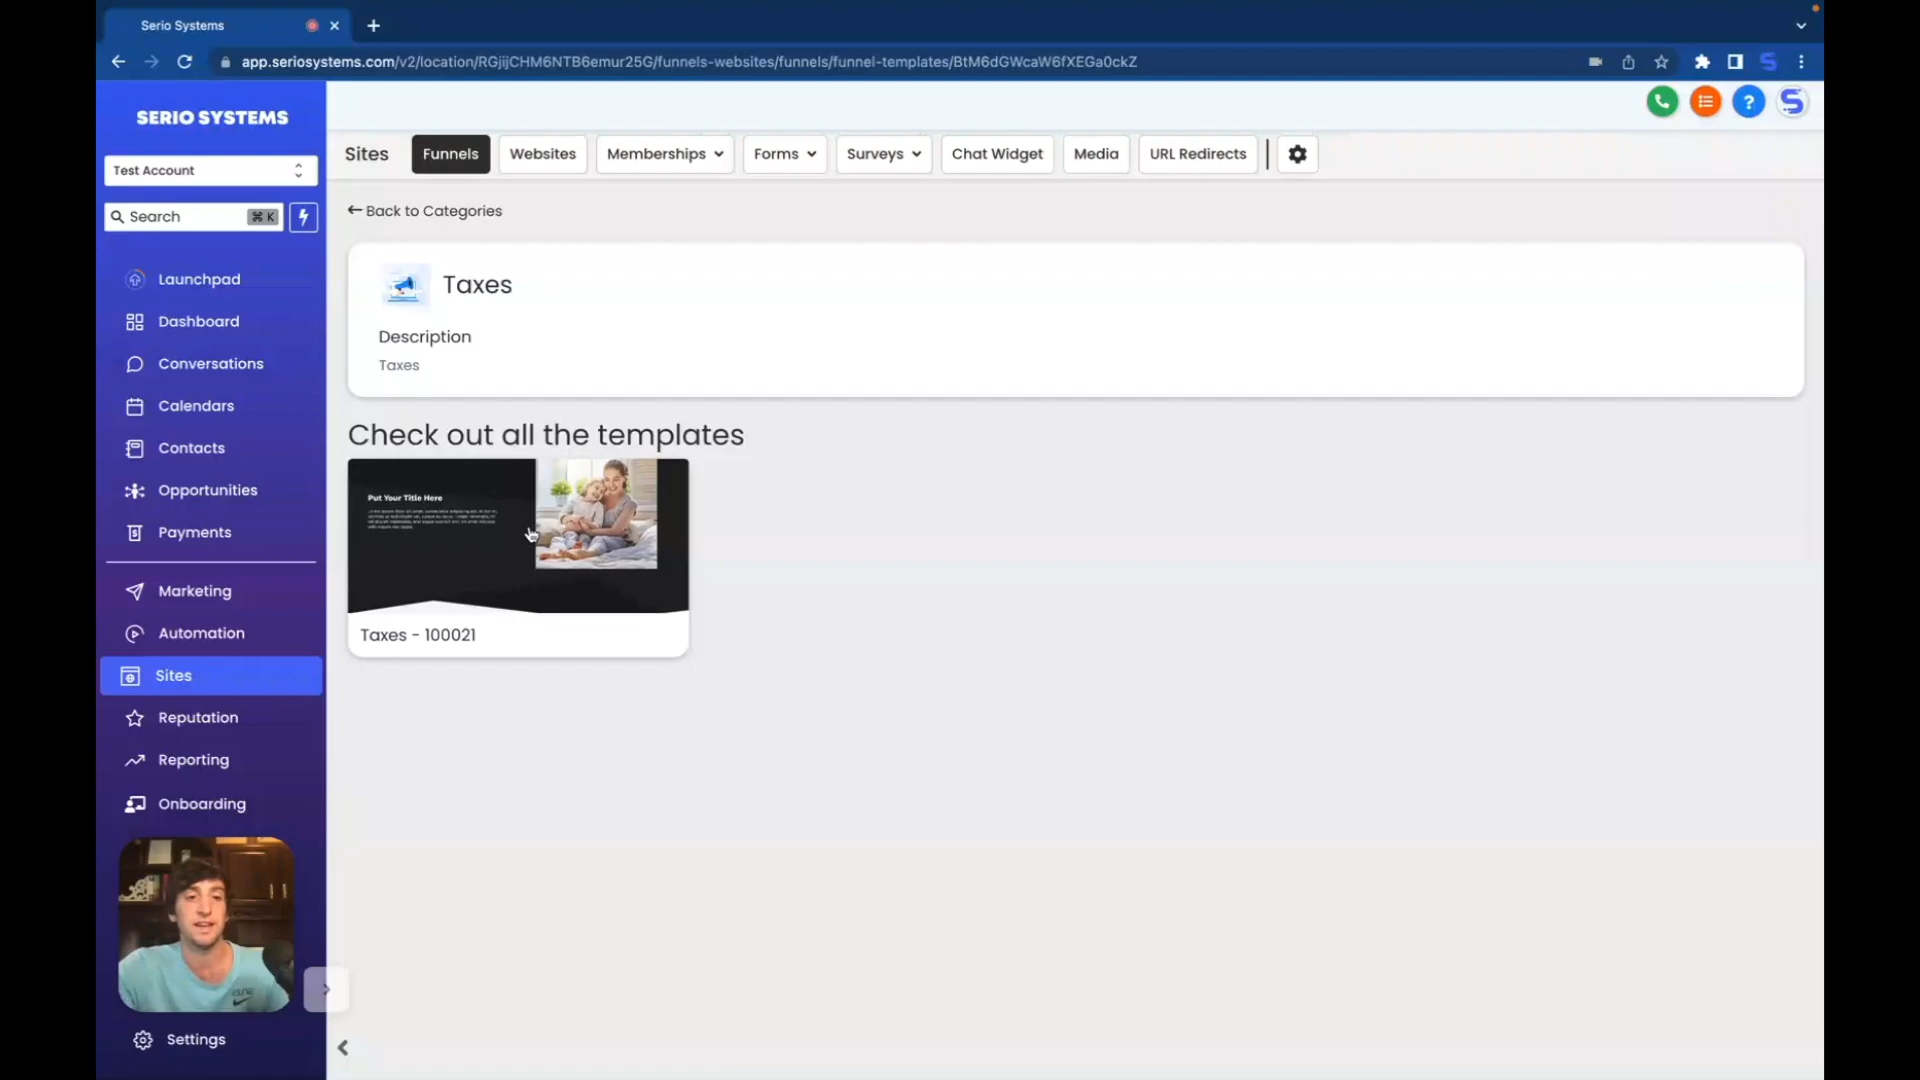 Serio Systems
app.seriosystems.com/v2/location/RGjijCHM6NTB6emur25G/funnels-websites/funnels/funnel-templates/BtM6dGWcaW6fXEGa0ckZ
SERIO SYSTEMS
Test Account
Search ⌘ K
Launchpad
Dashboard
Conversations
Calendars
Contacts
Opportunities
Payments
Marketing
Automation
Sites
Reputation
Reporting
Onboarding
Settings
Sites Funnels Websites Memberships Forms Surveys Chat Widget Media URL Redirects
← Back to Categories
Taxes
Description
Taxes
Check out all the templates
Put Your Title Here
Taxes - 100021